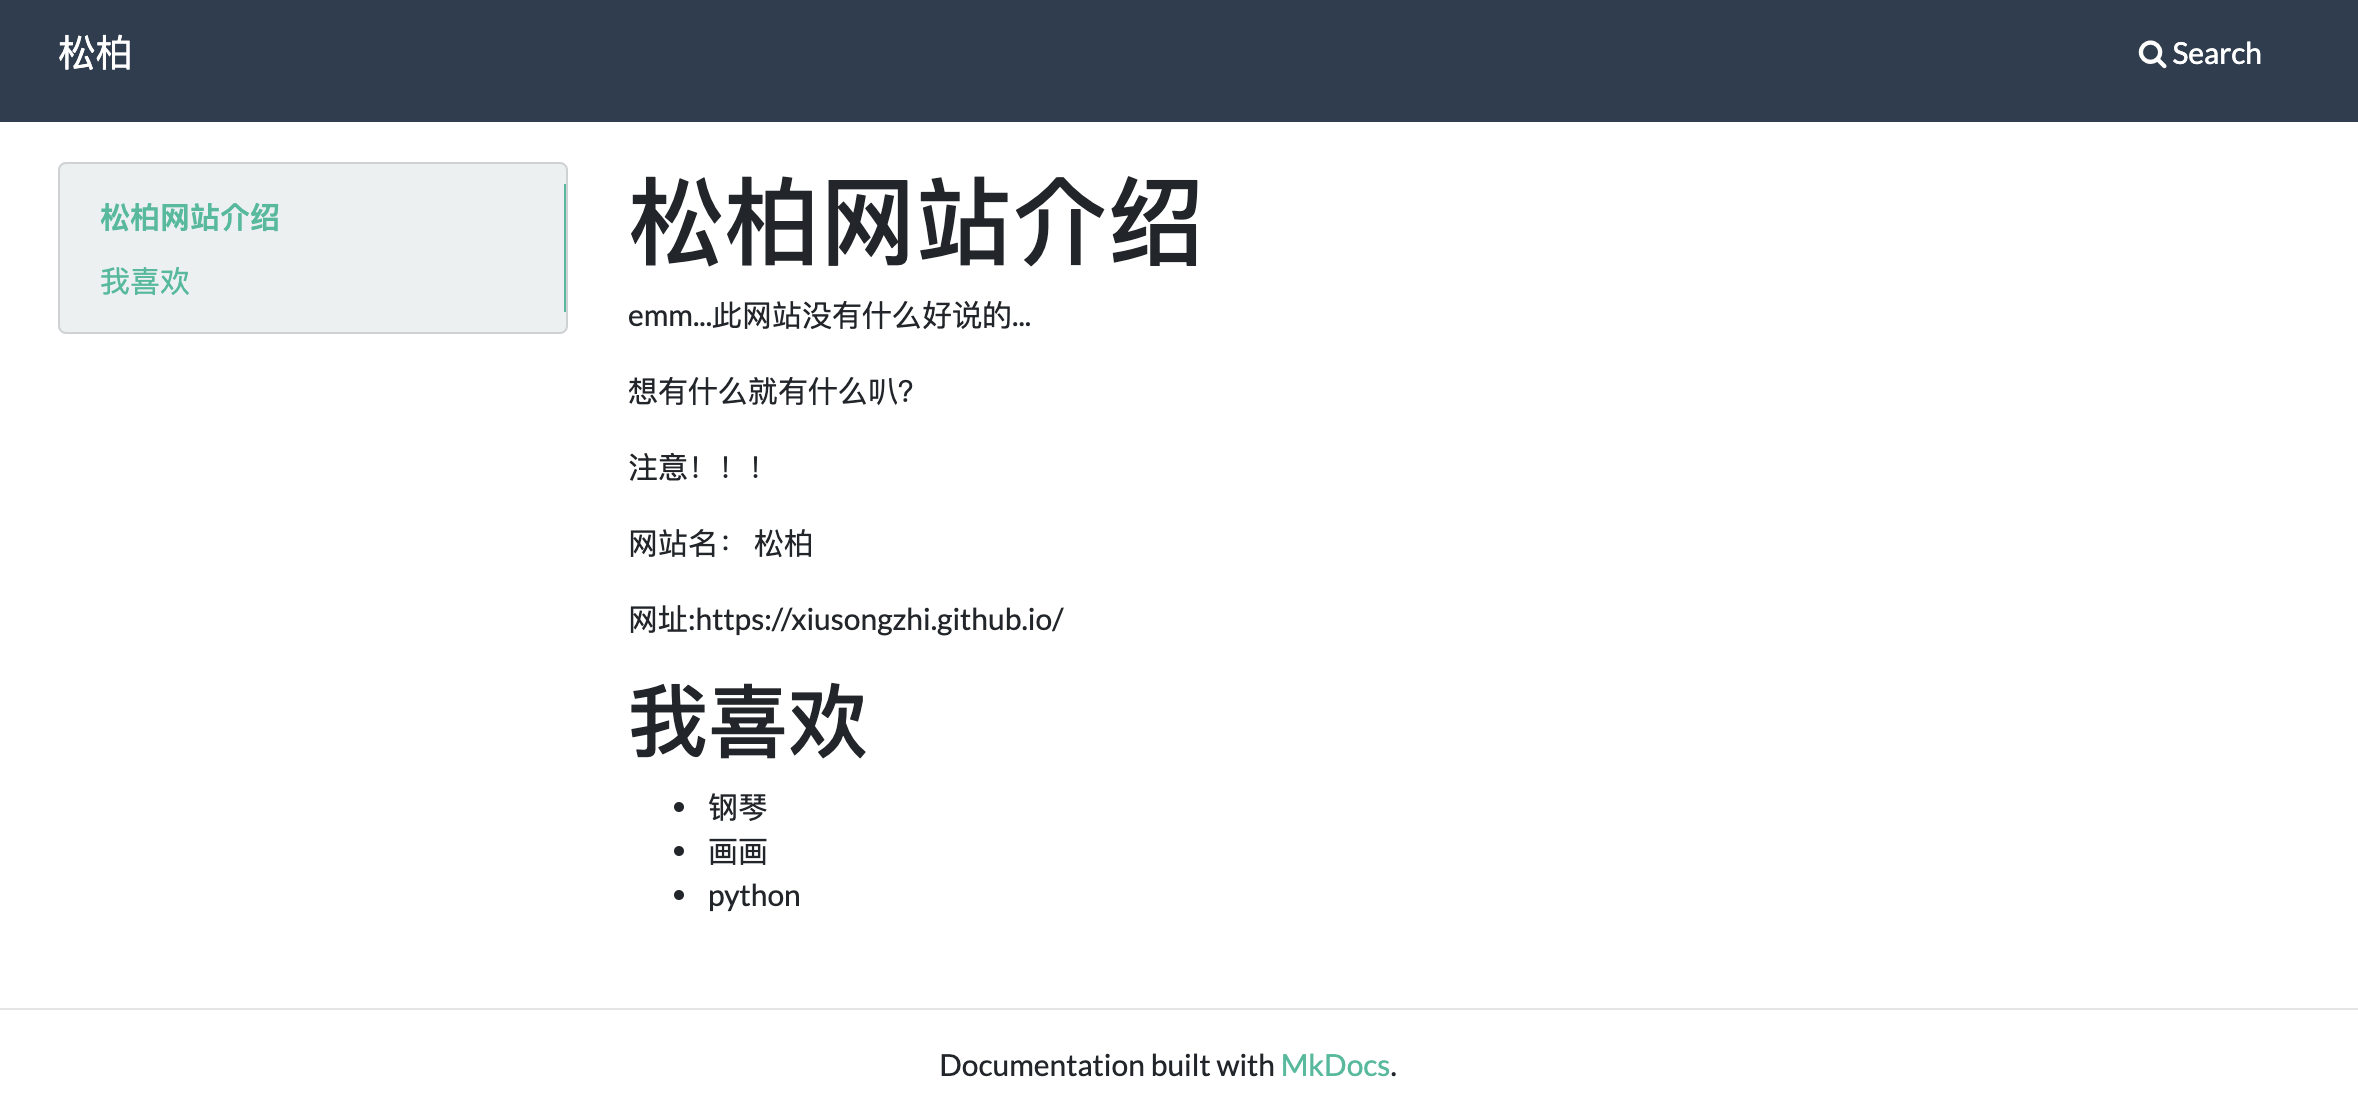 松柏
Search
松柏网站介绍
我喜欢
松柏网站介绍
emm...此网站没有什么好说的...
想有什么就有什么叭?
注意！！！
网站名： 松柏
网址:https://xiusongzhi.github.io/
我喜欢
钢琴
画画
python
Documentation built with MkDocs.